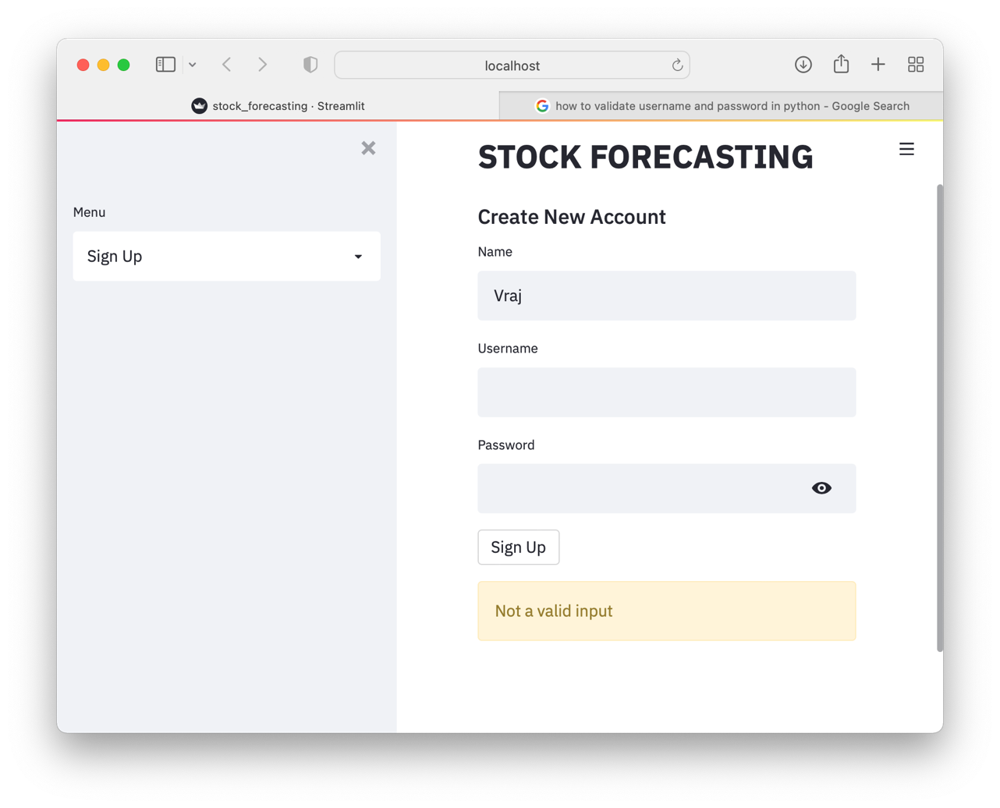 localhost
stock_forecasting · Streamlit
how to validate username and password in python - Google Search
Menu
Sign Up
STOCK FORECASTING
Create New Account
Name
Vraj
Username
Password
Sign Up
Not a valid input